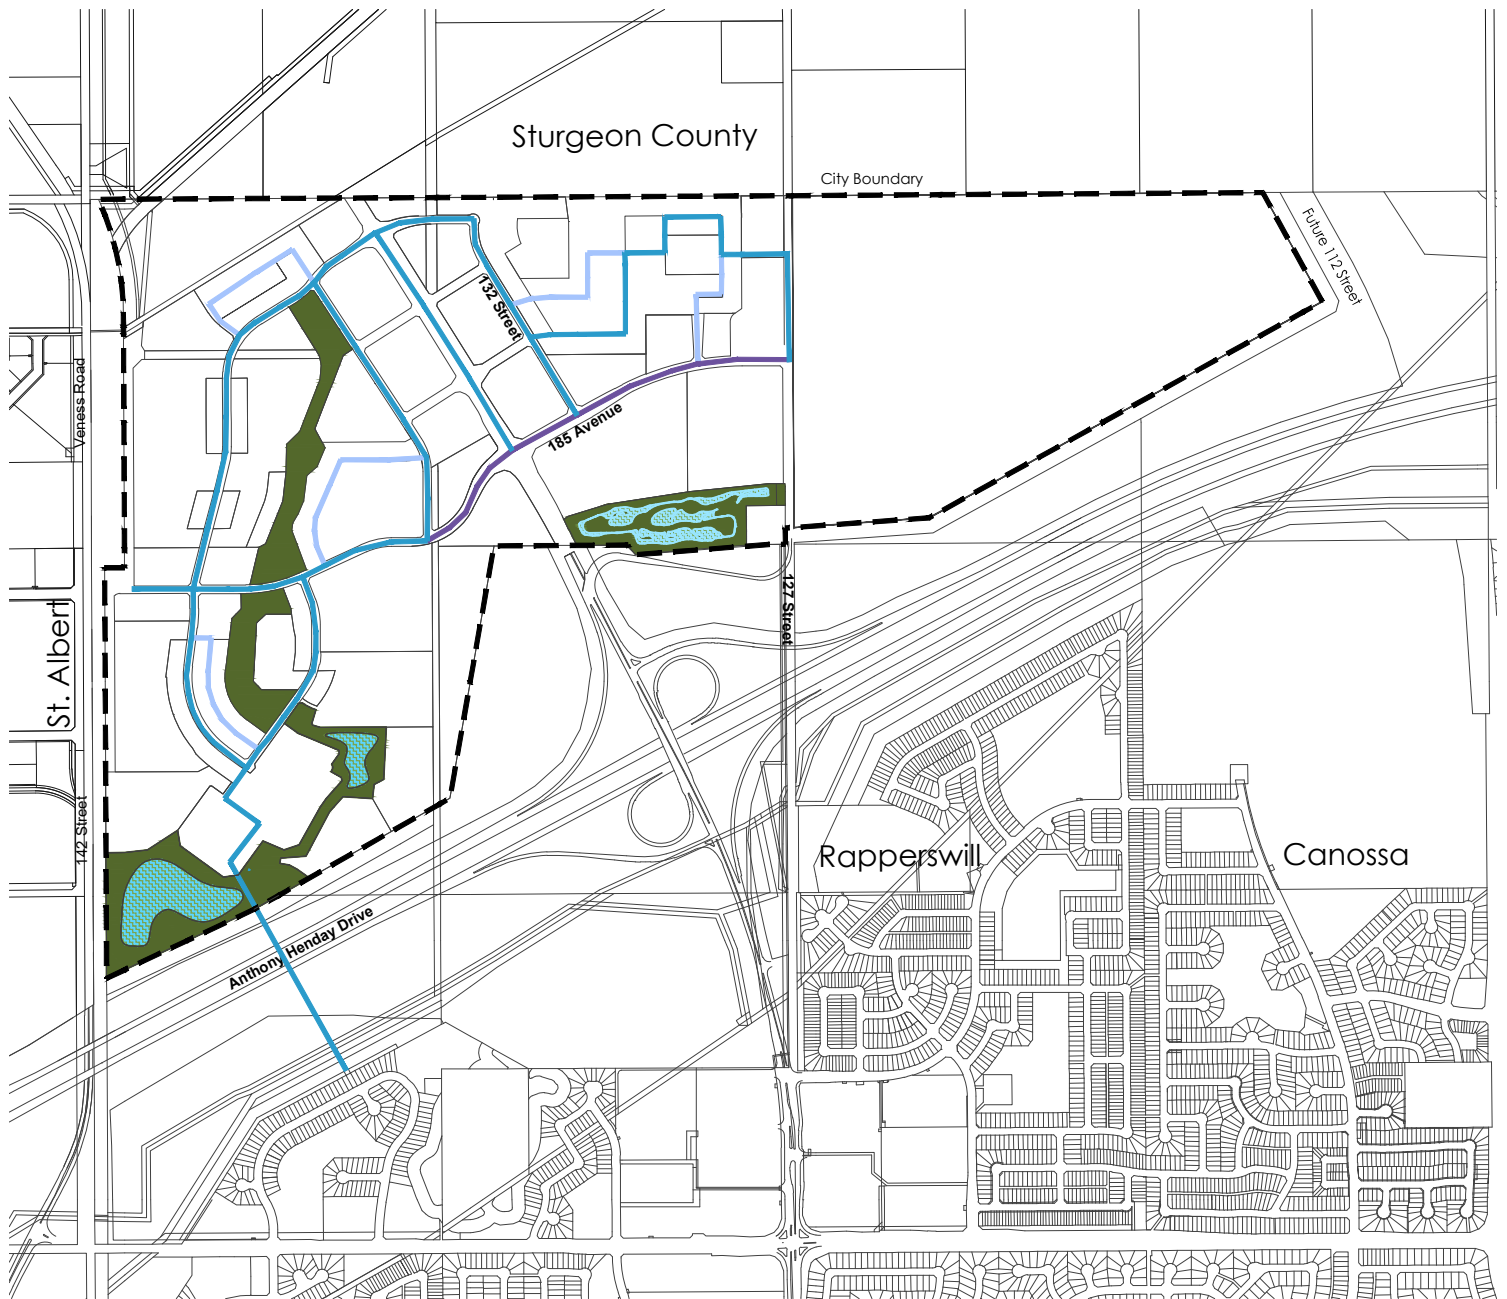 Sturgeon County
City Boundary
Future 112 Street
132 Street
Veness Road
185 Avenue
127 Street
St. Albert
142 Street
Rapperswill
Canossa
Anthony Henday Drive